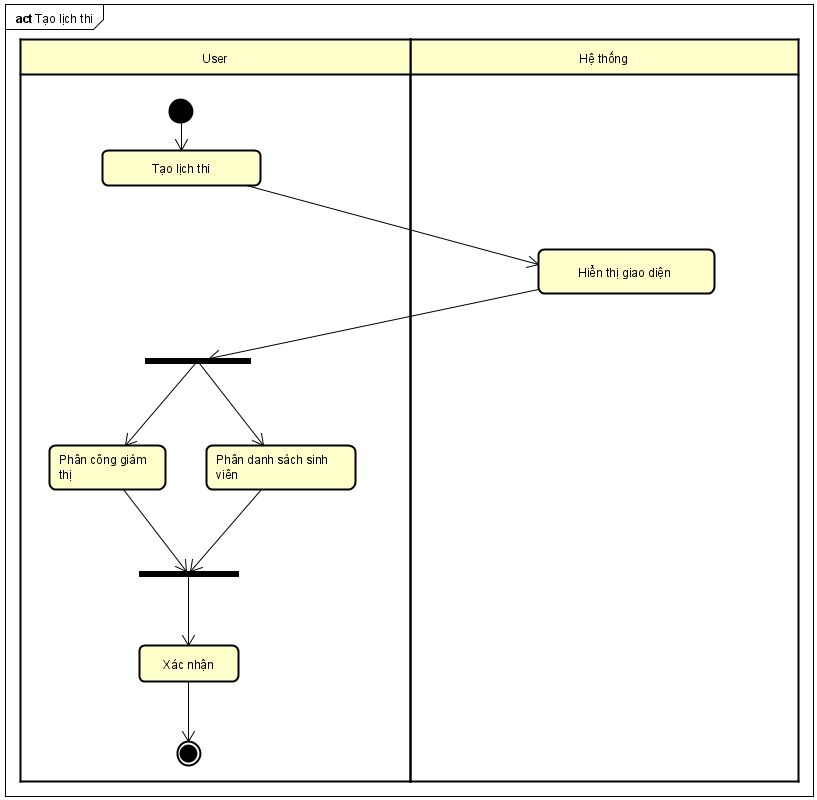 act Tạo lịch thi
User
Hệ thống
Tạo lịch thi
Hiển thị giao diện
Phân công giám
thị
Phân danh sách sinh
viên
Xác nhận